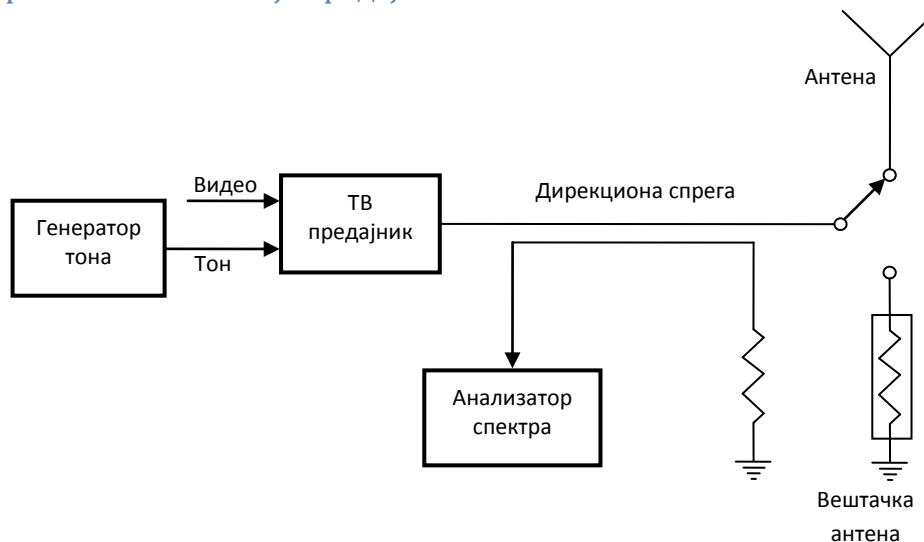 Антена
Видео
ТВ
предајник
Дирекциона спрега
Генератор
тона
Тон
Анализатор
спектра
Вештачка
антена